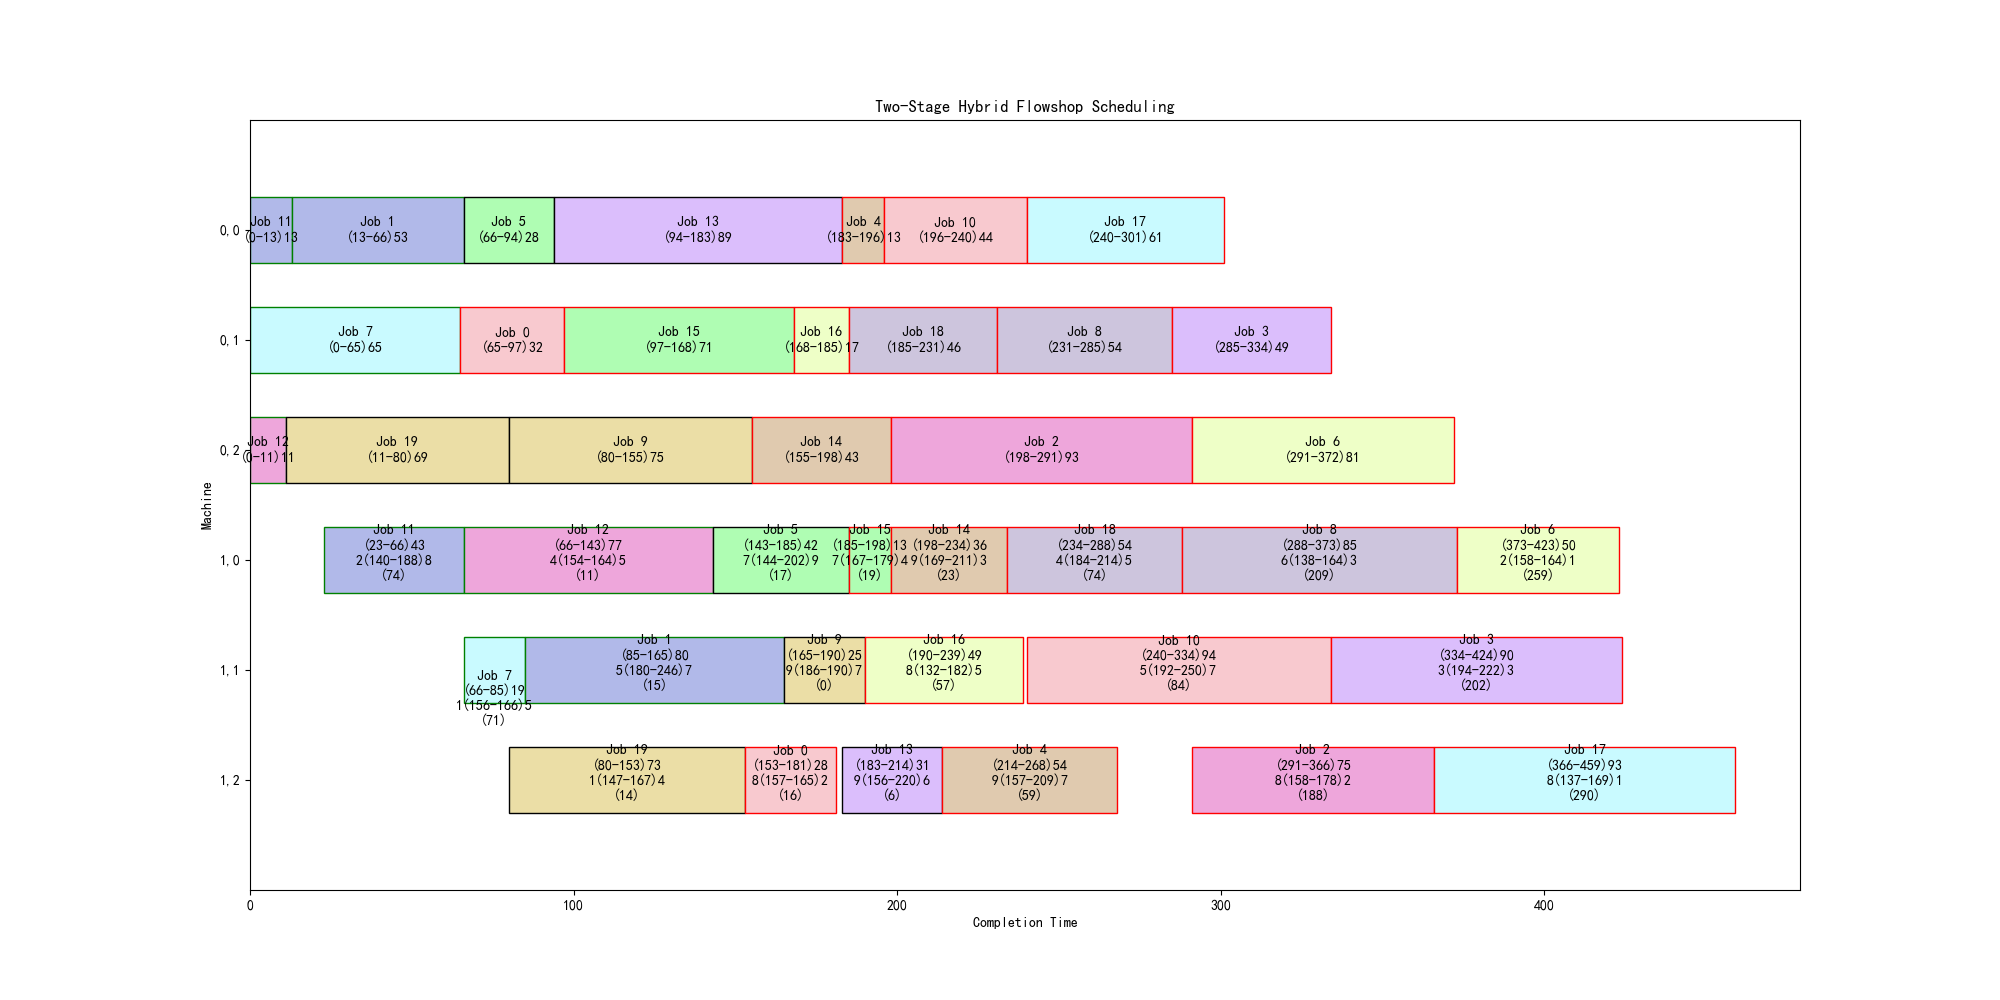 Two-Stage Hybrid Flowshop Scheduling
Machine
0,0
Job 11
(0-13)13
Job 1
(13-66)53
Job 5
(66-94)28
Job 13
(94-183)89
Job 4
(183-196)13
Job 10
(196-240)44
Job 17
(240-301)61
0,1
Job 7
(0-65)65
Job 0
(65-97)32
Job 15
(97-168)71
Job 16
(168-185)17
Job 18
(185-231)46
Job 8
(231-285)54
Job 3
(285-334)49
0,2
Job 12
(0-11)11
Job 19
(11-80)69
Job 9
(80-155)75
Job 14
(155-198)43
Job 2
(198-291)93
Job 6
(291-372)81
1,0
Job 11
(23-66)43
2(140-188)8
(74)
Job 12
(66-143)77
4(154-164)5
(11)
Job 5
(143-185)42
7(144-202)9
(17)
Job 15
(185-198)13
7(167-179)4
(19)
Job 14
(198-234)36
9(169-211)3
(23)
Job 18
(234-288)54
4(184-214)5
(74)
Job 8
(288-373)85
6(138-164)3
(209)
Job 6
(373-423)50
2(158-164)1
(259)
1,1
Job 7
(66-85)19
1(156-166)5
(71)
Job 1
(85-165)80
5(180-246)7
(15)
Job 9
(165-190)25
9(186-190)7
(0)
Job 16
(190-239)49
8(132-182)5
(57)
Job 10
(240-334)94
5(192-250)7
(84)
Job 3
(334-424)90
3(194-222)3
(202)
1,2
Job 19
(80-153)73
1(147-167)4
(14)
Job 0
(153-181)28
8(157-165)2
(16)
Job 13
(183-214)31
9(156-220)6
(6)
Job 4
(214-268)54
9(157-209)7
(59)
Job 2
(291-366)75
8(158-178)2
(188)
Job 17
(366-459)93
8(137-169)1
(290)
0
100
200
300
400
Completion Time